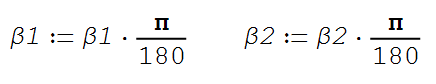 β1 := β1 · π/180    β2 := β2 · π/180